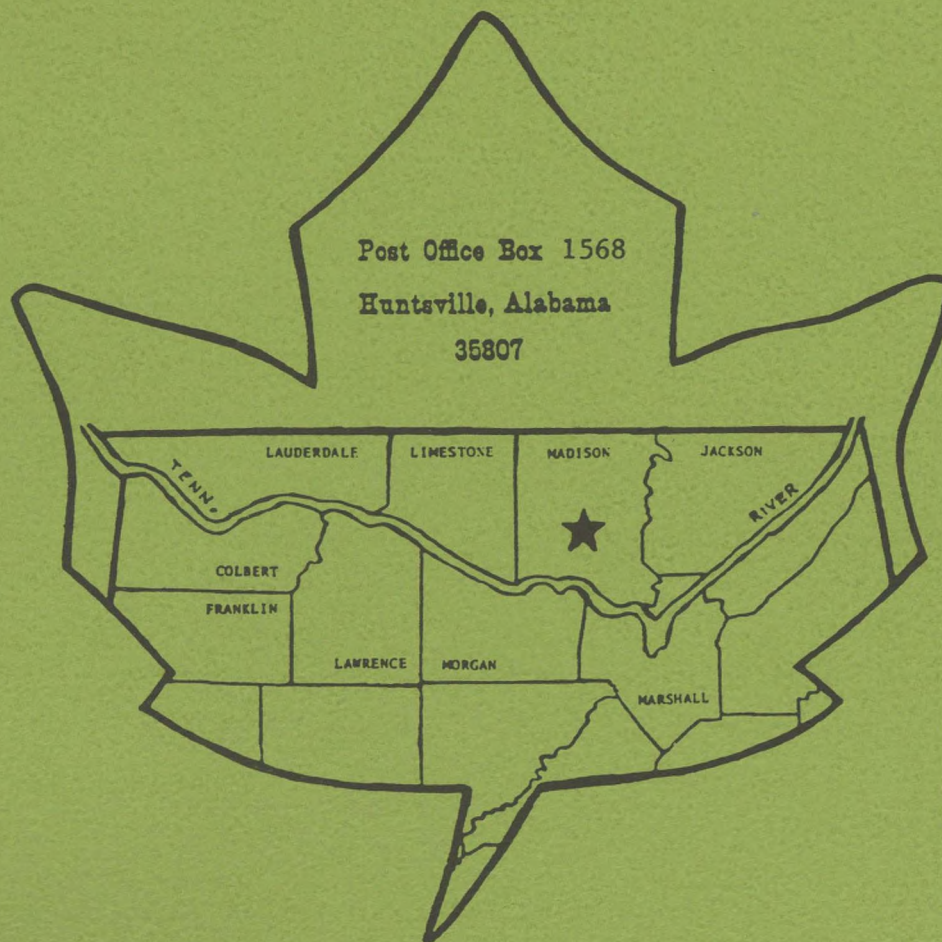 Post Office Box 1568
Huntsville, Alabama
35807
LAUDERDALE
LIMESTONE
MADISON
JACKSON
TENN.
RIVER
COLBERT
FRANKLIN
LAWRENCE
MORGAN
MARSHALL